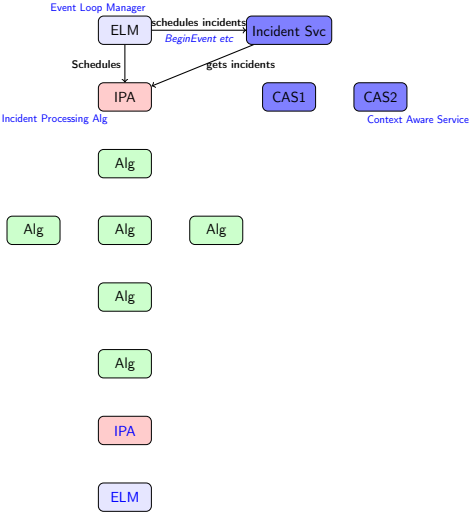 Event Loop Manager
ELM
schedules incidents
BeginEvent etc
Incident Svc
Schedules
gets incidents
IPA
CAS1
CAS2
Incident Processing Alg
Context Aware Service
Alg
Alg
Alg
Alg
Alg
Alg
IPA
ELM